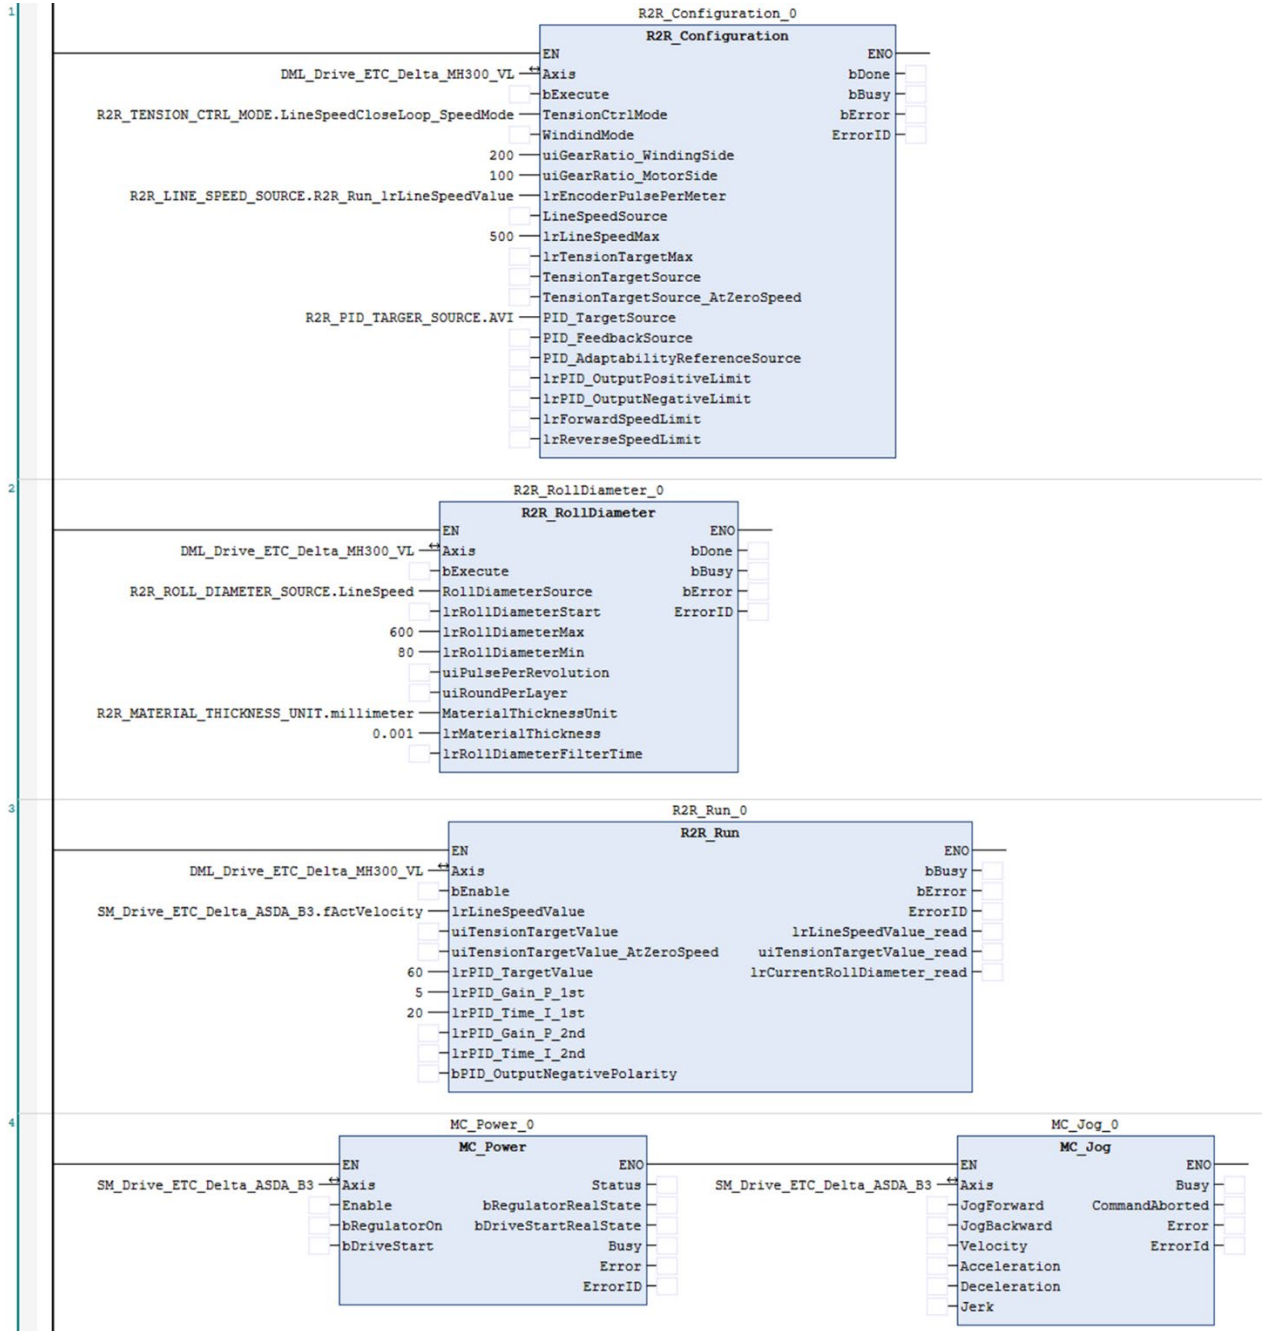 1
R2R_Configuration_0
R2R_Configuration
EN ENO
DML_Drive_ETC_Delta_MH300_VL Axis bDone
bExecute bBusy
R2R_TENSION_CTRL_MODE.LineSpeedCloseLoop_SpeedMode TensionCtrlMode bError
WindindMode ErrorID
200 uiGearRatio_WindingSide
100 uiGearRatio_MotorSide
R2R_LINE_SPEED_SOURCE.R2R_Run_lrLineSpeedValue lrEncoderPulsePerMeter
LineSpeedSource
500 lrLineSpeedMax
lrTensionTargetMax
TensionTargetSource
TensionTargetSource_AtZeroSpeed
R2R_PID_TARGER_SOURCE.AVI PID_TargetSource
PID_FeedbackSource
PID_AdaptabilityReferenceSource
lrPID_OutputPositiveLimit
lrPID_OutputNegativeLimit
lrForwardSpeedLimit
lrReverseSpeedLimit
2
R2R_RollDiameter_0
R2R_RollDiameter
EN ENO
DML_Drive_ETC_Delta_MH300_VL Axis bDone
bExecute bBusy
R2R_ROLL_DIAMETER_SOURCE.LineSpeed RollDiameterSource bError
lrRollDiameterStart ErrorID
600 lrRollDiameterMax
80 lrRollDiameterMin
uiPulsePerRevolution
uiRoundPerLayer
R2R_MATERIAL_THICKNESS_UNIT.millimeter MaterialThicknessUnit
0.001 lrMaterialThickness
lrRollDiameterFilterTime
3
R2R_Run_0
R2R_Run
EN ENO
DML_Drive_ETC_Delta_MH300_VL Axis bBusy
bEnable bError
SM_Drive_ETC_Delta_ASDA_B3.fActVelocity lrLineSpeedValue ErrorID
uiTensionTargetValue lrLineSpeedValue_read
uiTensionTargetValue_AtZeroSpeed uiTensionTargetValue_read
60 lrPID_TargetValue lrCurrentRollDiameter_read
5 lrPID_Gain_P_1st
20 lrPID_Time_I_1st
lrPID_Gain_P_2nd
lrPID_Time_I_2nd
bPID_OutputNegativePolarity
4
MC_Power_0 MC_Jog_0
MC_Power MC_Jog
EN ENO EN ENO
SM_Drive_ETC_Delta_ASDA_B3 Axis Status SM_Drive_ETC_Delta_ASDA_B3 Axis Busy
Enable bRegulatorRealState JogForward CommandAborted
bRegulatorOn bDriveStartRealState JogBackward Error
bDriveStart Busy Velocity ErrorId
Error Acceleration
ErrorID Deceleration
Jerk